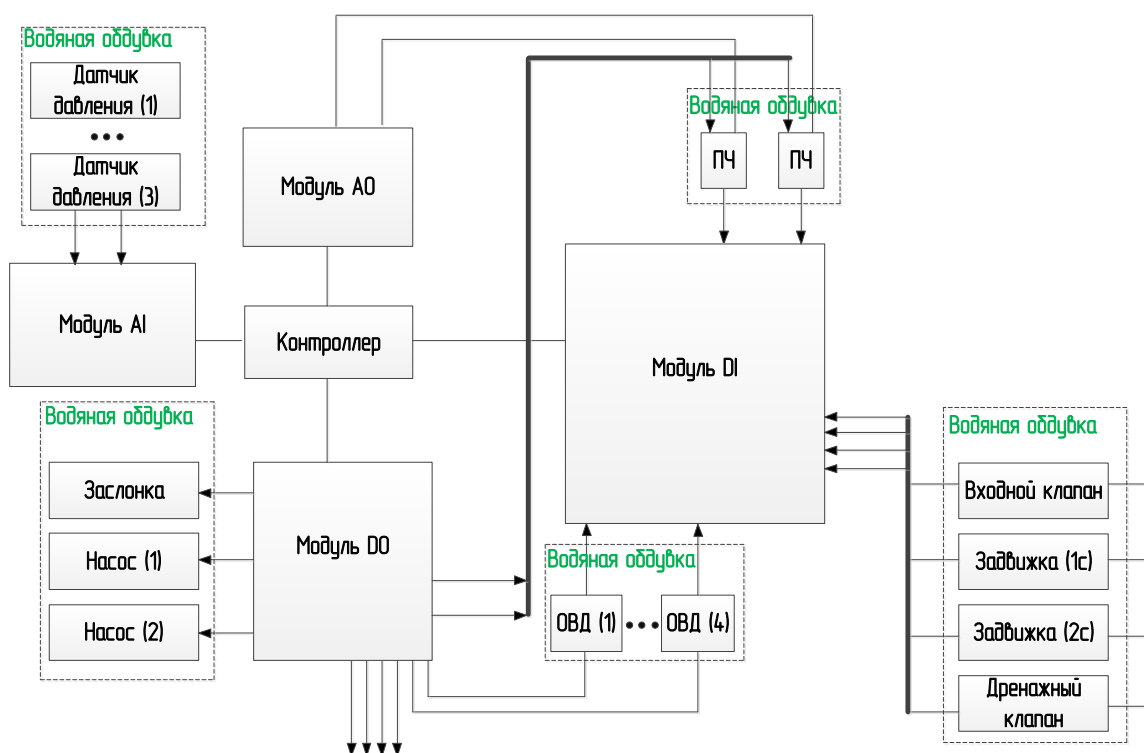 Водяная обдувка
Датчик
давления (1)
Датчик
давления (3)
Модуль AO
Водяная обдувка
ПЧ
ПЧ
Модуль AI
Контроллер
Модуль DI
Водяная обдувка
Заслонка
Насос (1)
Насос (2)
Модуль DO
Водяная обдувка
ОВД (1)
ОВД (4)
Водяная обдувка
Входной клапан
Задвижка (1с)
Задвижка (2с)
Дренажный
клапан